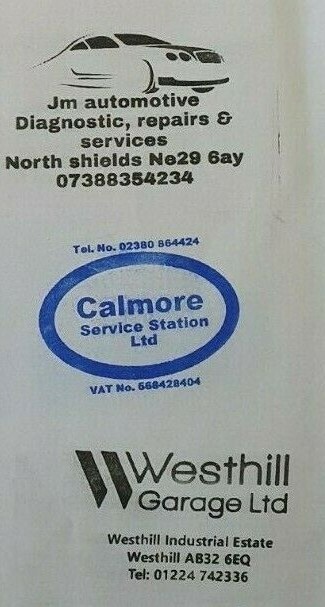 Jm automotive
Diagnostic, repairs &
services
North shields Ne29 6ay
07388354234
Tel. No. 02380 864424
Calmore
Service Station
Ltd
VAT No. 568428404
Westhill
Garage Ltd
Westhill Industrial Estate
Westhill AB32 6EQ
Tel: 01224 742336